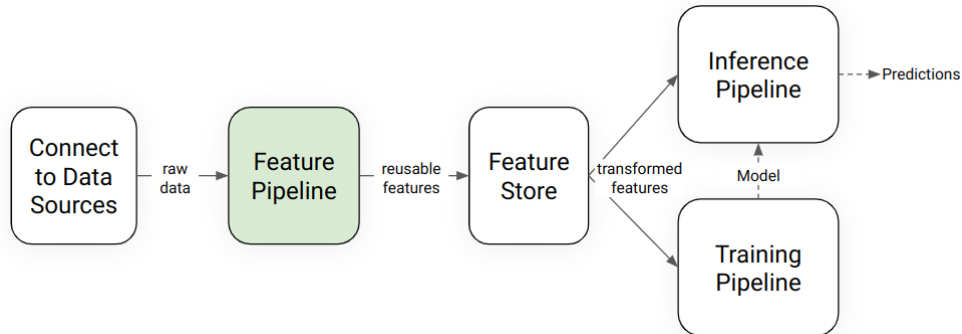 Connect
to Data
Sources
raw
data
Feature
Pipeline
reusable
features
Feature
Store
transformed
features
Inference
Pipeline
Predictions
Model
Training
Pipeline